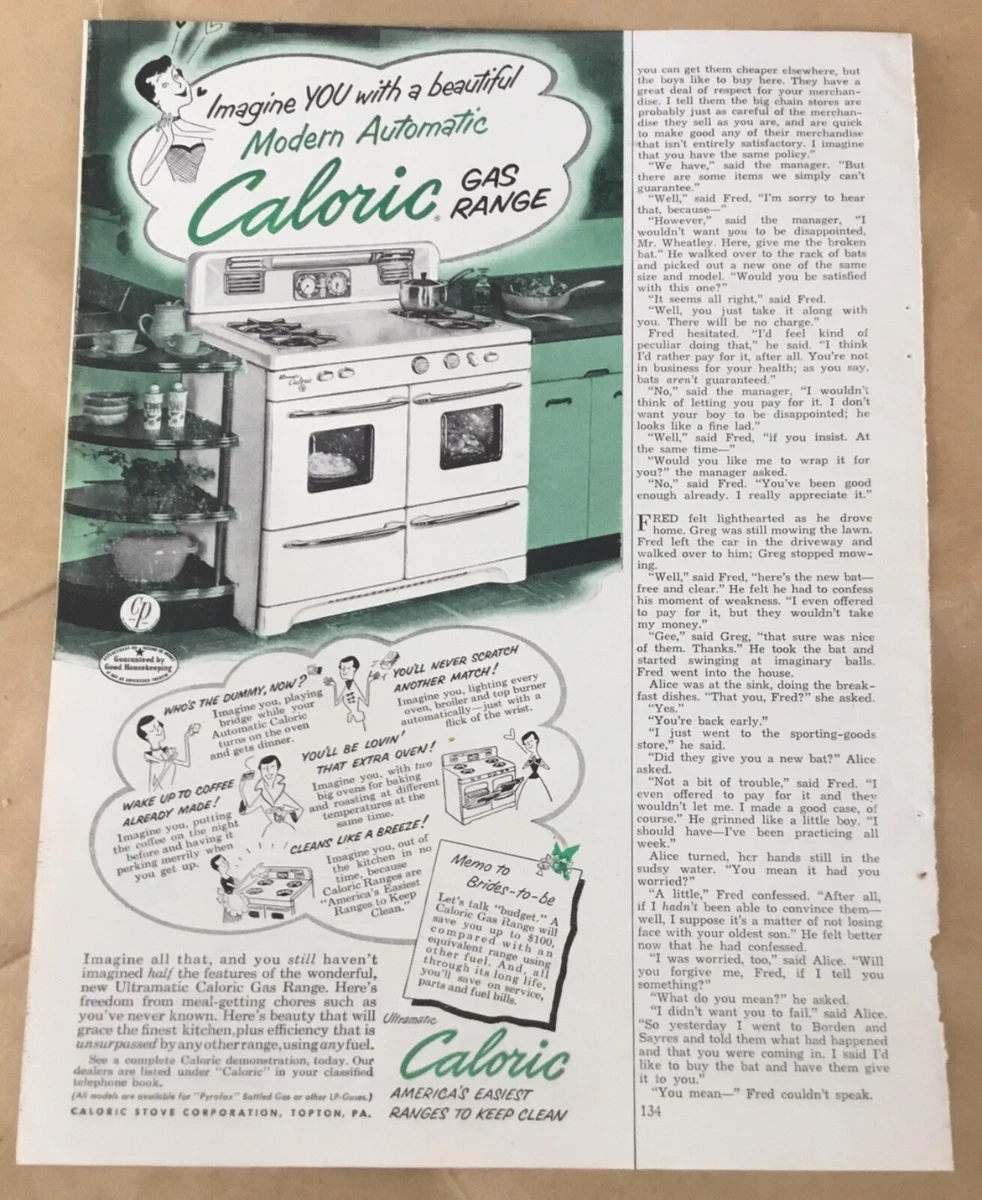 Imagine YOU with a beautiful
Modern Automatic
Caloric® GAS
RANGE
Caloric
CP
Guaranteed by
Good Housekeeping
WHO'S THE DUMMY, NOW?
Imagine you, playing
bridge while your
Automatic Caloric
turns on the oven
and gets dinner.
YOU'LL NEVER SCRATCH
ANOTHER MATCH!
Imagine you, lighting every
oven, broiler and top burner
automatically—just with a
flick of the wrist.
WAKE UP TO COFFEE
ALREADY MADE!
Imagine you, putting
the coffee on the night
before and having it
perking merrily when
you get up.
YOU'LL BE LOVIN'
THAT EXTRA OVEN!
Imagine you, with two
big ovens for baking
and roasting at different
temperatures at the
same time.
CLEANS LIKE A BREEZE!
Imagine you, out of
the kitchen in no
time, because
Caloric Ranges are
"America's Easiest
Ranges to Keep
Clean."
Memo to
Brides-to-be
Let's talk "budget." A
Caloric Gas Range will
save you up to $100,
compared with an
equivalent range using
other fuel. And, all
through its long life,
you'll save on service,
parts and fuel bills.
Imagine all that, and you still haven't
imagined half the features of the wonderful,
new Ultramatic Caloric Gas Range. Here's
freedom from meal-getting chores such as
you've never known. Here's beauty that will
grace the finest kitchen, plus efficiency that is
unsurpassed by any other range, using any fuel.
See a complete Caloric demonstration, today. Our
dealers are listed under "Caloric" in your classified
telephone book.
(All models are available for "Pyrofax" Bottled Gas or other LP-Gases.)
CALORIC STOVE CORPORATION, TOPTON, PA.
Ultramatic
Caloric
AMERICA'S EASIEST
RANGES TO KEEP CLEAN
you can get them cheaper elsewhere, but
the boys like to buy here. They have a
great deal of respect for your merchan-
dise. I tell them the big chain stores are
probably just as careful of the merchan-
dise they sell as you are, and are quick
to make good any of their merchandise
that isn't entirely satisfactory. I imagine
that you have the same policy."
"We have," said the manager. "But
there are some items we simply can't
guarantee."
"Well," said Fred, "I'm sorry to hear
that, because—"
"However," said the manager, "I
wouldn't want you to be disappointed,
Mr. Wheatley. Here, give me the broken
bat." He walked over to the rack of bats
and picked out a new one of the same
size and model. "Would you be satisfied
with this one?"
"It seems all right," said Fred.
"Well, you just take it along with
you. There will be no charge."
Fred hesitated. "I'd feel kind of
peculiar doing that," he said. "I think
I'd rather pay for it, after all. You're not
in business for your health; as you say,
bats aren't guaranteed."
"No," said the manager, "I wouldn't
think of letting you pay for it. I don't
want your boy to be disappointed; he
looks like a fine lad."
"Well," said Fred, "if you insist. At
the same time—"
"Would you like me to wrap it for
you?" the manager asked.
"No," said Fred. "You've been good
enough already. I really appreciate it."
FRED felt lighthearted as he drove
home. Greg was still mowing the lawn.
Fred left the car in the driveway and
walked over to him; Greg stopped mow-
ing.
"Well," said Fred, "here's the new bat—
free and clear." He felt he had to confess
his moment of weakness. "I even offered
to pay for it, but they wouldn't take
my money."
"Gee," said Greg, "that sure was nice
of them. Thanks." He took the bat and
started swinging at imaginary balls.
Fred went into the house.
Alice was at the sink, doing the break-
fast dishes. "That you, Fred?" she asked.
"Yes."
"You're back early."
"I just went to the sporting-goods
store," he said.
"Did they give you a new bat?" Alice
asked.
"Not a bit of trouble," said Fred. "I
even offered to pay for it and they
wouldn't let me. I made a good case, of
course." He grinned like a little boy. "I
should have—I've been practicing all
week."
Alice turned, her hands still in the
sudsy water. "You mean it had you
worried?"
"A little," Fred confessed. "After all,
if I hadn't been able to convince them—
well, I suppose it's a matter of not losing
face with your oldest son." He felt better
now that he had confessed.
"I was worried, too," said Alice. "Will
you forgive me, Fred, if I tell you
something?"
"What do you mean?" he asked.
"I didn't want you to fail," said Alice.
"So yesterday I went to Borden and
Sayres and told them what had happened
and that you were coming in. I said I'd
like to buy the bat and have them give
it to you."
"You mean—" Fred couldn't speak.
134